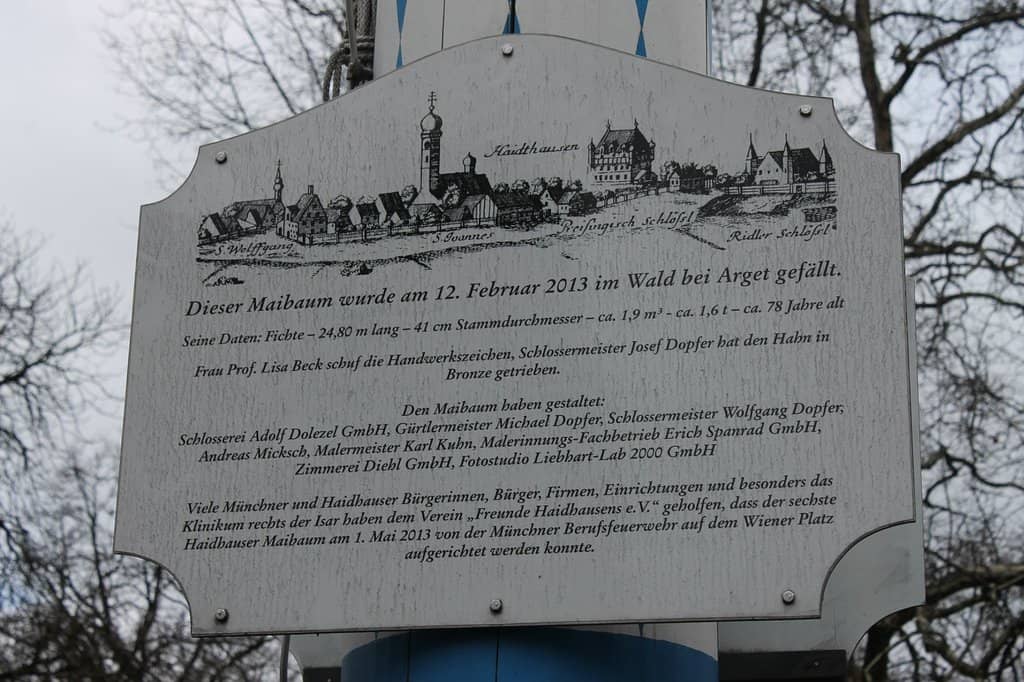 Haidthausen
S. Wolffgang
S. Joannes
Preisingisch Schlössl
Ridler Schlössl
Dieser Maibaum wurde am 12. Februar 2013 im Wald bei Arget gefällt.
Seine Daten: Fichte – 24,80 m lang – 41 cm Stammdurchmesser – ca. 1,9 m³ - ca. 1,6 t – ca. 78 Jahre alt
Frau Prof. Lisa Beck schuf die Handwerkszeichen, Schlossermeister Josef Dopfer hat den Hahn in
Bronze getrieben.
Den Maibaum haben gestaltet:
Schlosserei Adolf Dolezel GmbH, Gürtlermeister Michael Dopfer, Schlossermeister Wolfgang Dopfer,
Andreas Micksch, Malermeister Karl Kuhn, Malerinnungs-Fachbetrieb Erich Spanrad GmbH,
Zimmerei Diehl GmbH, Fotostudio Liebhart-Lab 2000 GmbH
Viele Münchner und Haidhauser Bürgerinnen, Bürger, Firmen, Einrichtungen und besonders das
Klinikum rechts der Isar haben dem Verein „Freunde Haidhausens e.V.“ geholfen, dass der sechste
Haidhauser Maibaum am 1. Mai 2013 von der Münchner Berufsfeuerwehr auf dem Wiener Platz
aufgerichtet werden konnte.